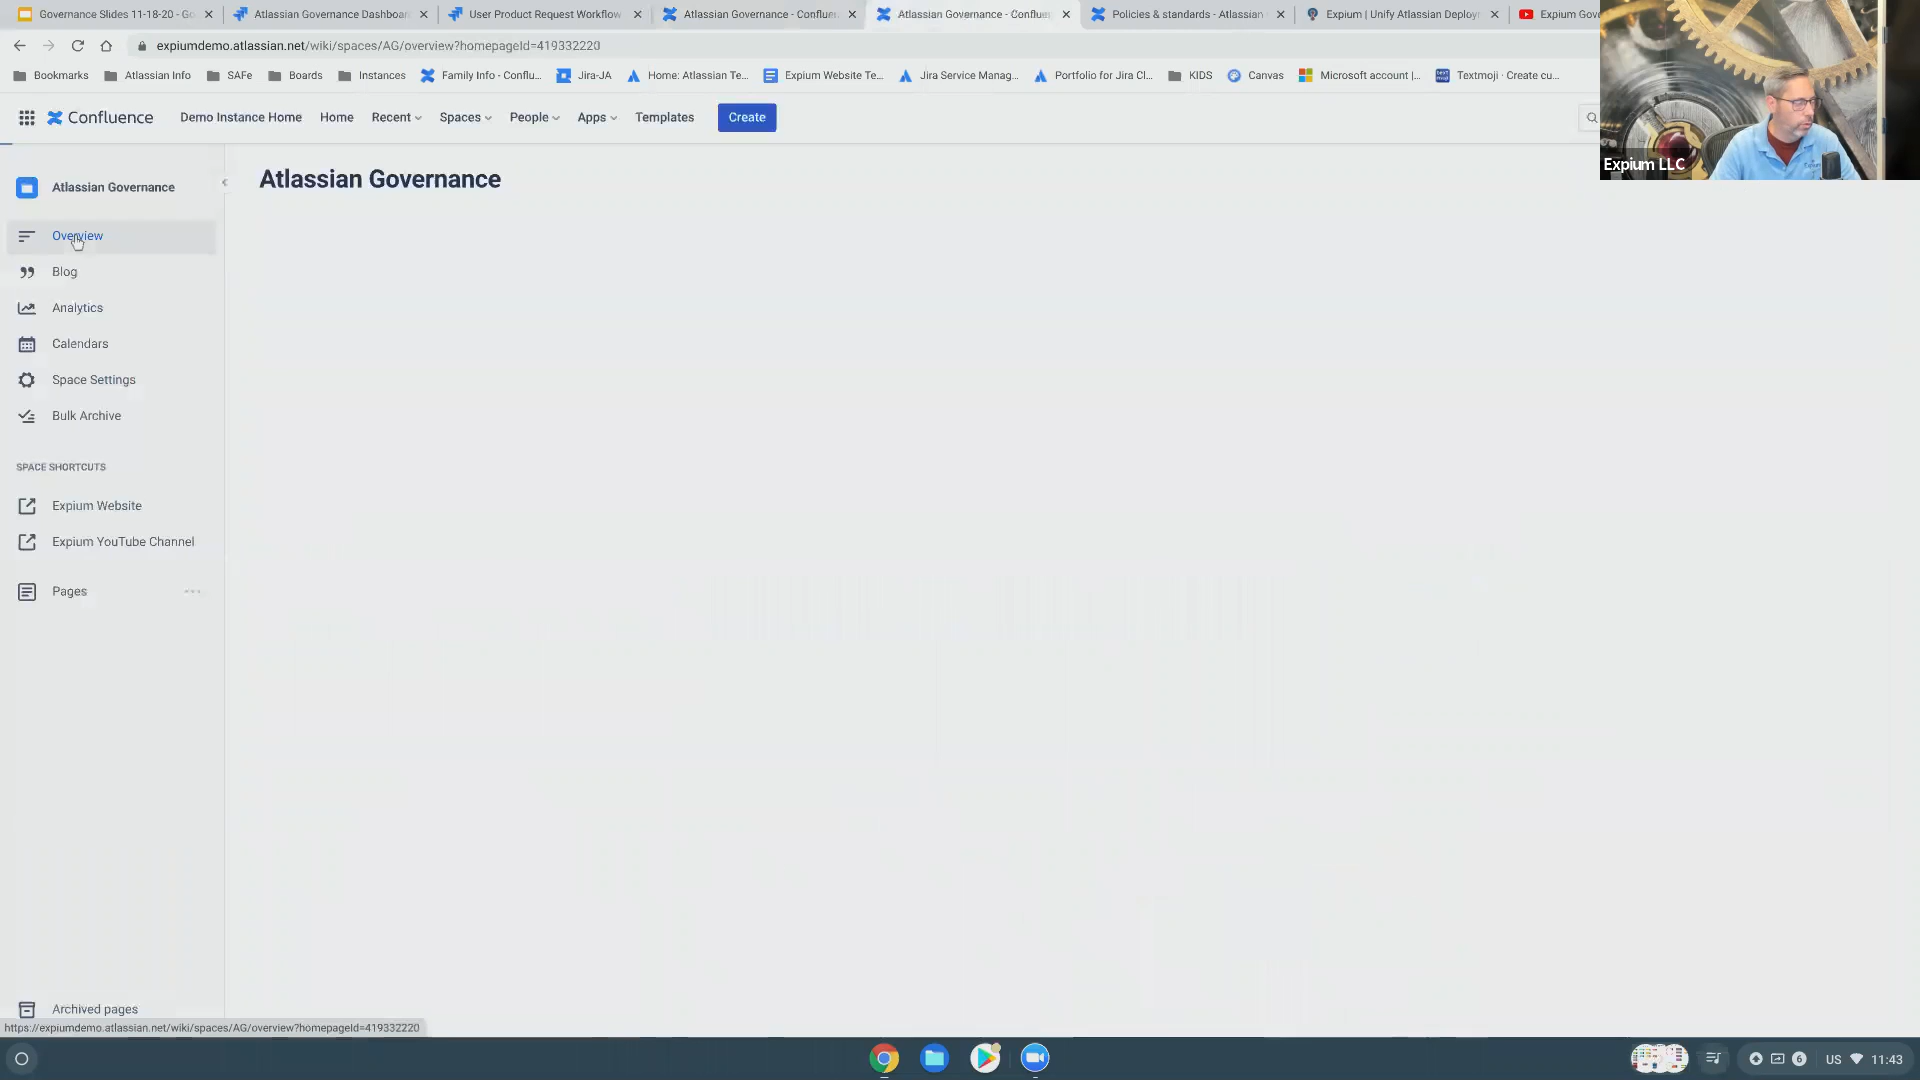 Governance Slides 11-18-20 - Go
Atlassian Governance Dashboar
User Product Request Workflow
Atlassian Governance - Confluen
Atlassian Governance - Confluen
Policies & standards - Atlassian
Expium | Unify Atlassian Deploy
Expium Gov
expiumdemo.atlassian.net/wiki/spaces/AG/overview?homepageId=419332220
Bookmarks
Atlassian Info
SAFe
Boards
Instances
Family Info - Conflu...
Jira-JA
Home: Atlassian Te...
Expium Website Te...
Jira Service Manag...
Portfolio for Jira Cl...
KIDS
Canvas
Microsoft account |...
Textmoji · Create cu...
Confluence
Demo Instance Home
Home
Recent
Spaces
People
Apps
Templates
Create
Expium LLC
Atlassian Governance
Atlassian Governance
Overview
Blog
Analytics
Calendars
Space Settings
Bulk Archive
SPACE SHORTCUTS
Expium Website
Expium YouTube Channel
Pages
Archived pages
https://expiumdemo.atlassian.net/wiki/spaces/AG/overview?homepageId=419332220
6
US
11:43